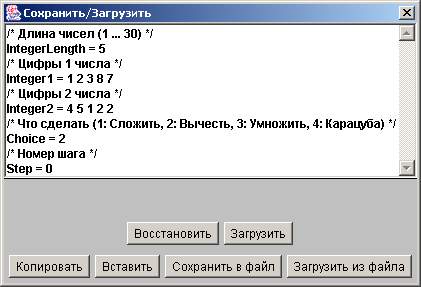 Сохранить/Загрузить
/* Длина чисел (1 ... 30) */
IntegerLength = 5
/* Цифры 1 числа */
Integer1 = 1 2 3 8 7
/* Цифры 2 числа */
Integer2 = 4 5 1 2 2
/* Что сделать (1: Сложить, 2: Вычесть, 3: Умножить, 4: Карацуба) */
Choice = 2
/* Номер шага */
Step = 0
Восстановить Загрузить
Копировать Вставить Сохранить в файл Загрузить из файла